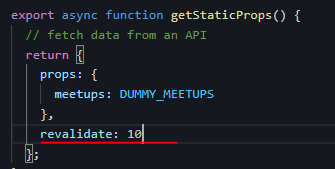 export async function getStaticProps() {
// fetch data from an API
return {
props: {
meetups: DUMMY_MEETUPS
},
revalidate: 10
};